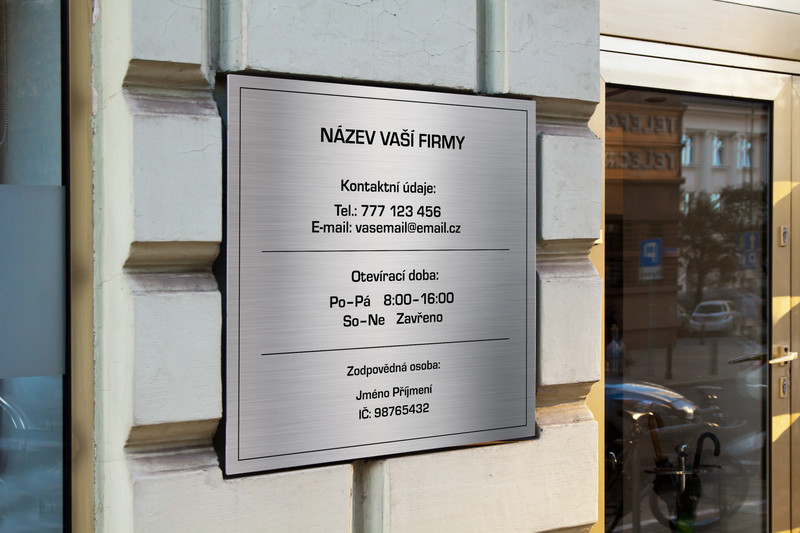 NÁZEV VAŠÍ FIRMY
Kontaktní údaje:
Tel.: 777 123 456
E-mail: vasemail@email.cz
Otevírací doba:
Po-Pá 8:00-16:00
So-Ne Zavřeno
Zodpovědná osoba:
Jméno Příjmení
IČ: 98765432